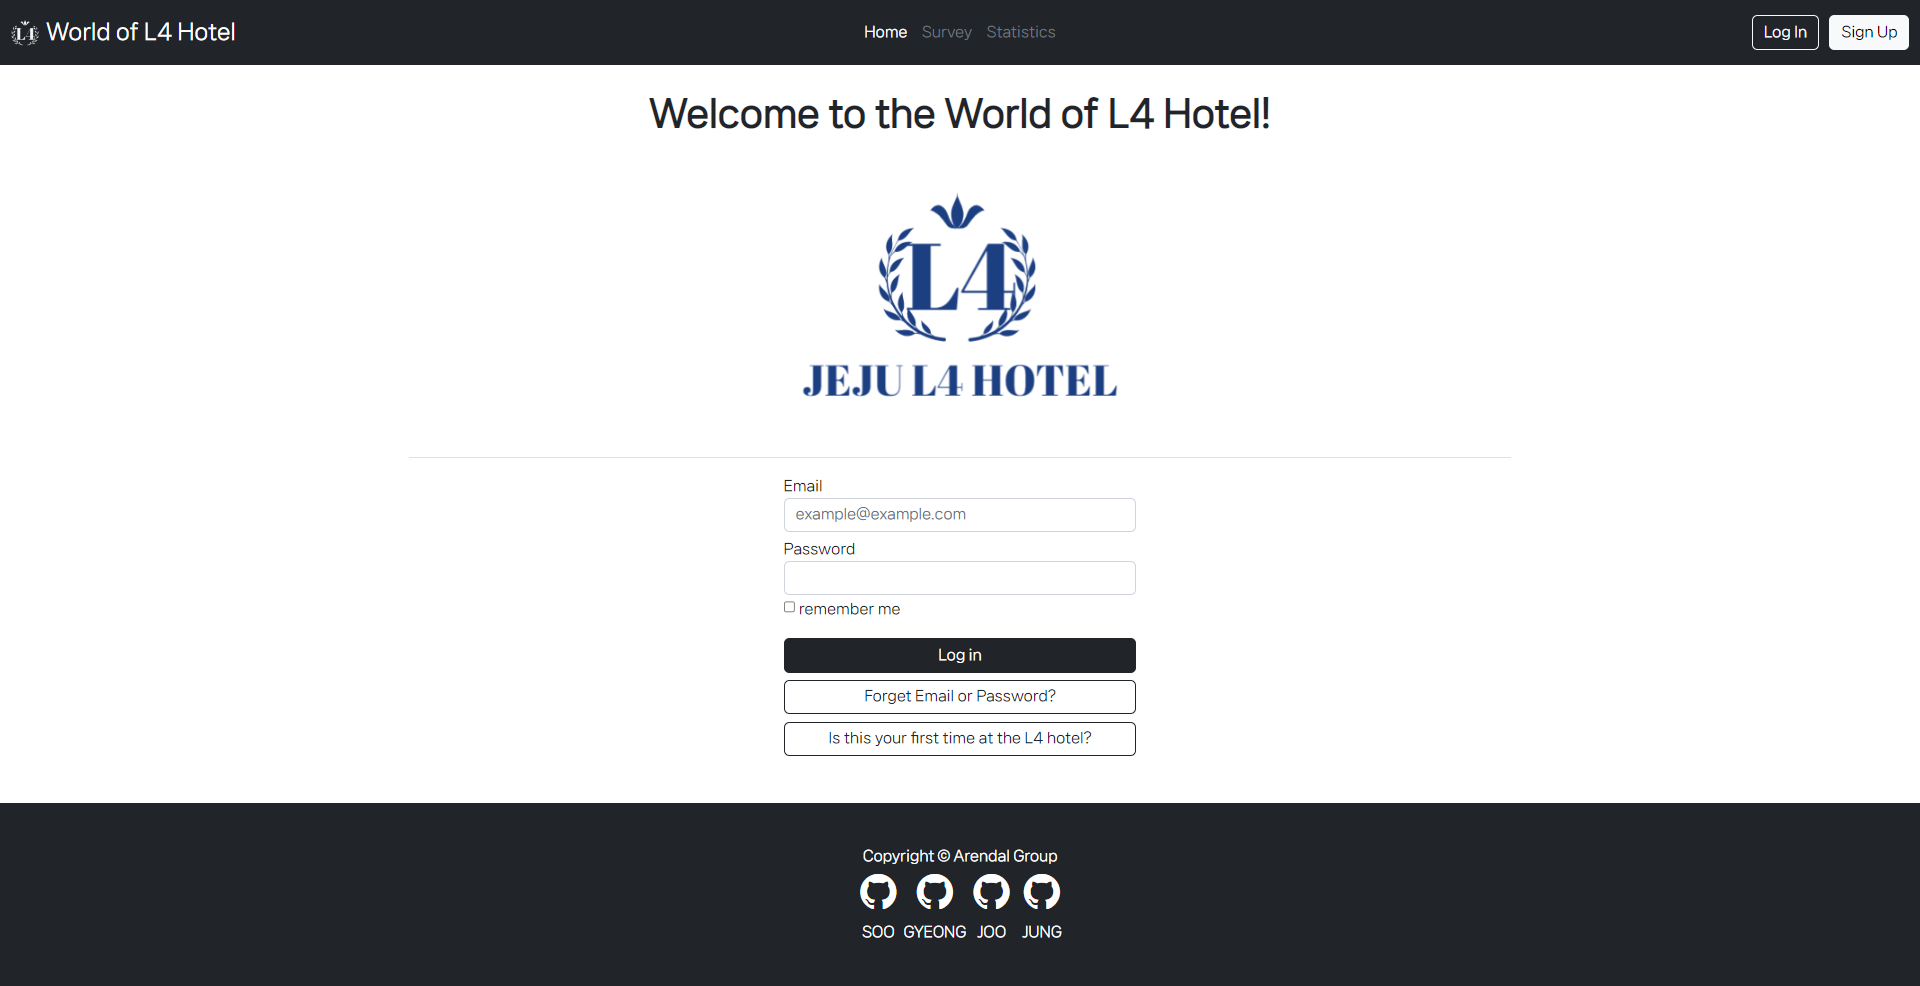 L4 World of L4 Hotel
Home Survey Statistics
Log In Sign Up
Welcome to the World of L4 Hotel!
L4
JEJU L4 HOTEL
Email
example@example.com
Password
remember me
Log in
Forget Email or Password?
Is this your first time at the L4 hotel?
Copyright © Arendal Group
SOO GYEONG JOO JUNG